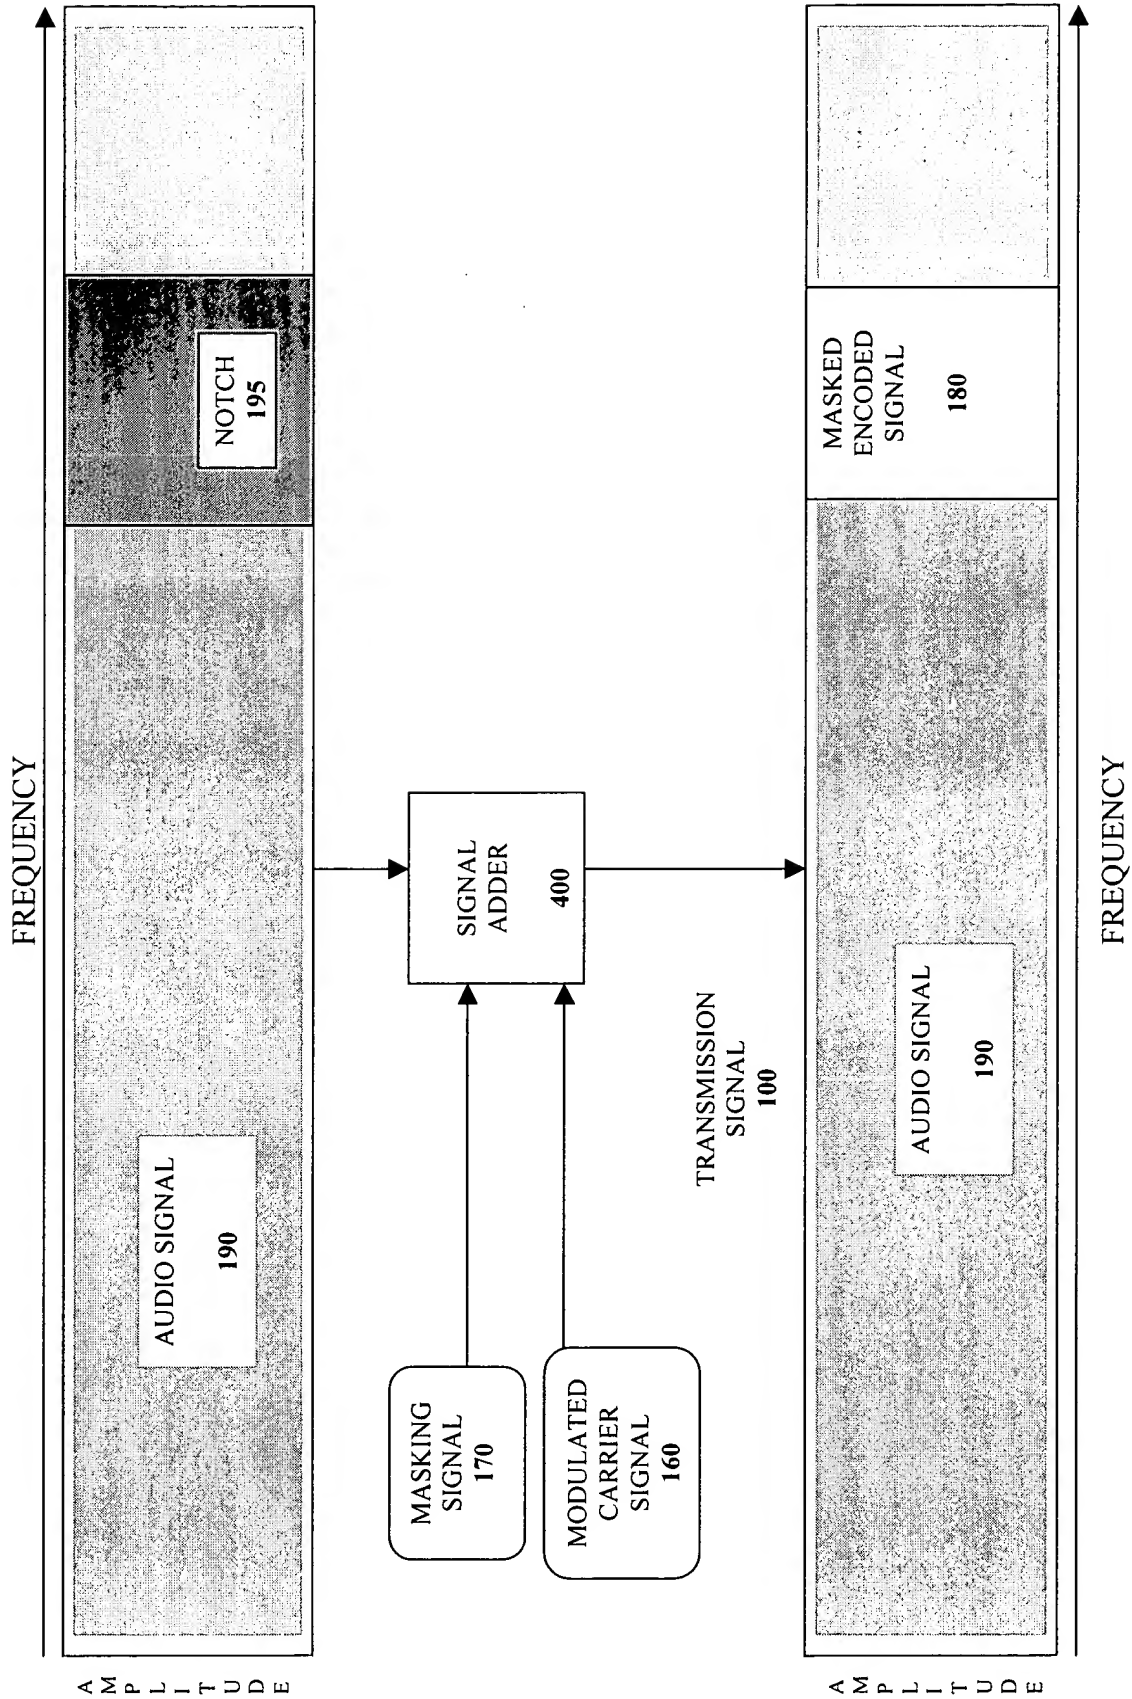 FREQUENCY
AMPLITUDE
AUDIO SIGNAL
190
NOTCH
195
MASKING
SIGNAL
170
MODULATED
CARRIER
SIGNAL
160
SIGNAL
ADDER
400
TRANSMISSION
SIGNAL
100
AMPLITUDE
AUDIO SIGNAL
190
MASKED
ENCODED
SIGNAL
180
FREQUENCY